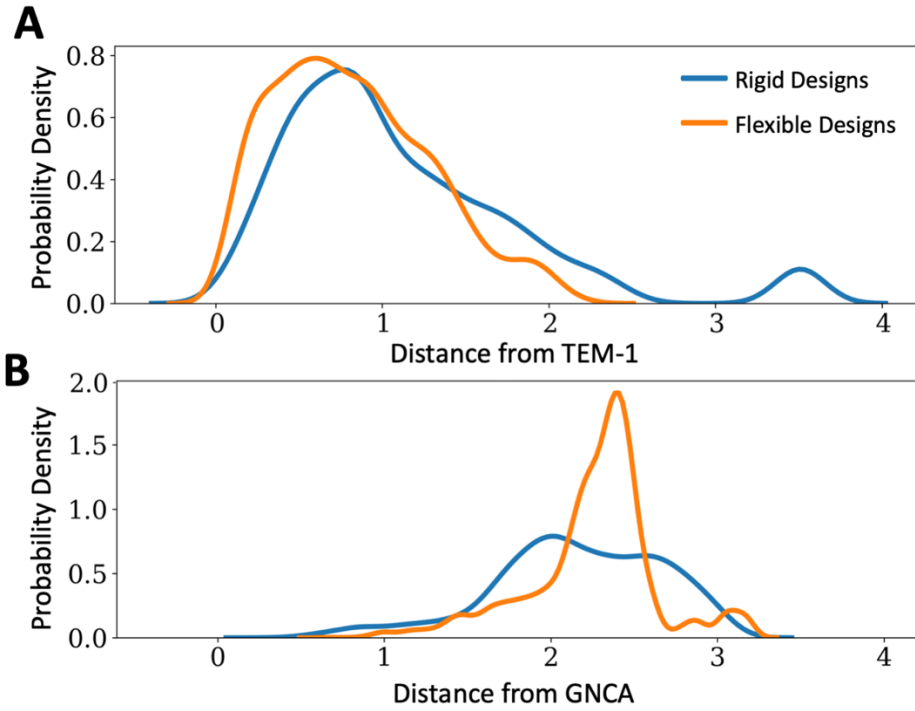 A
Probability Density
0.8
0.6
0.4
0.2
0.0
Rigid Designs
Flexible Designs
0 1 2 3 4
Distance from TEM-1
B
Probability Density
2.0
1.5
1.0
0.5
0.0
0 1 2 3 4
Distance from GNCA